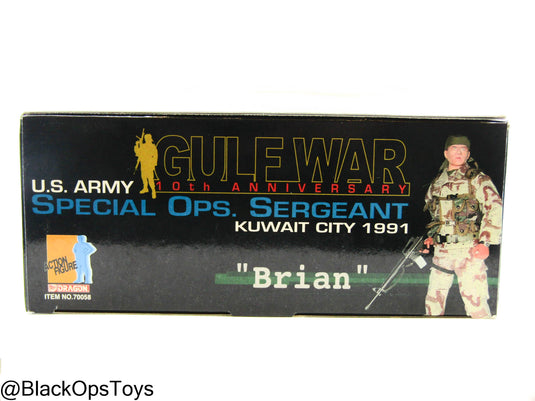 GULF WAR
10th ANNIVERSARY
U.S. ARMY
SPECIAL OPS. SERGEANT
KUWAIT CITY 1991
"Brian"
ACTION
FIGURE
DRAGON
ITEM NO.70058
@BlackOpsToys